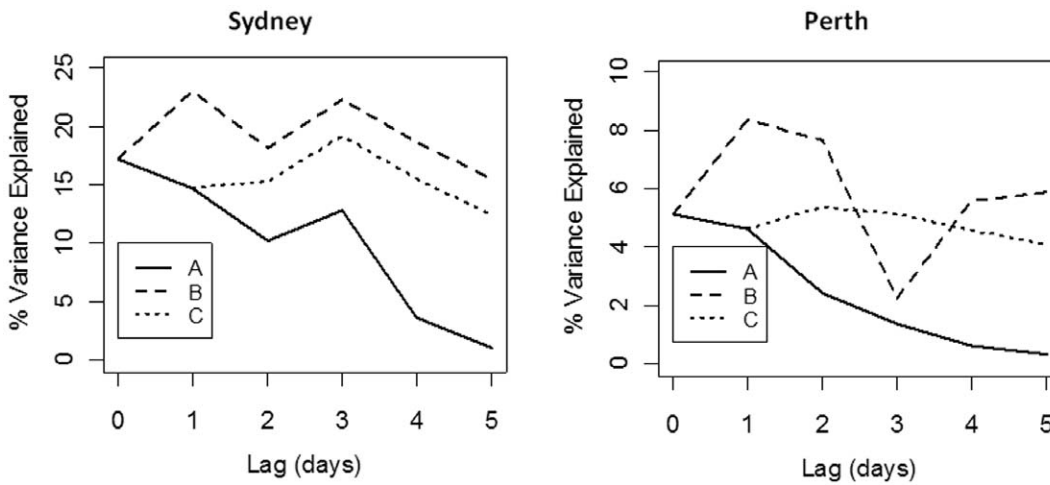 Sydney
% Variance Explained
25
20
15
10
5
0
A
B
C
0 1 2 3 4 5
Lag (days)
Perth
% Variance Explained
10
8
6
4
2
0
A
B
C
0 1 2 3 4 5
Lag (days)